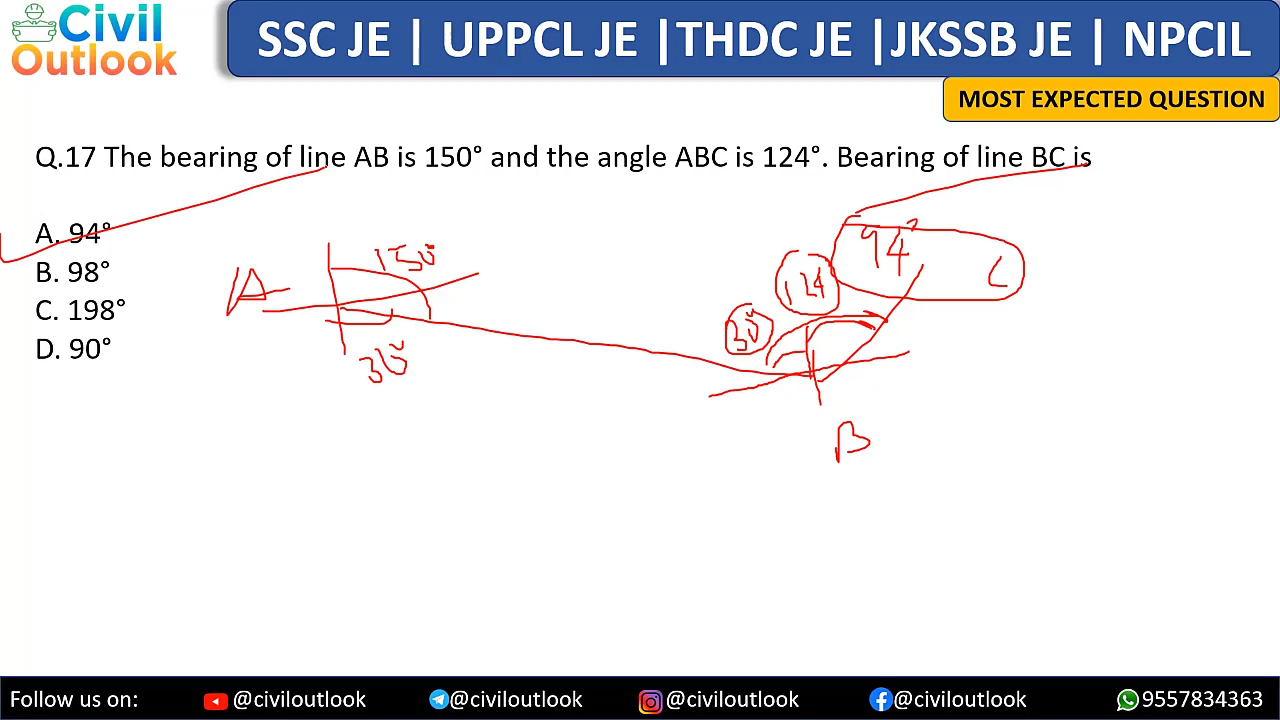 Civil
Outlook
SSC JE | UPPCL JE |THDC JE |JKSSB JE | NPCIL
MOST EXPECTED QUESTION
Q.17 The bearing of line AB is 150° and the angle ABC is 124°. Bearing of line BC is
A. 94°
B. 98°
C. 198°
D. 90°
A
150°
30°
30°
124
94°
C
B
Follow us on: @civiloutlook @civiloutlook @civiloutlook @civiloutlook 9557834363